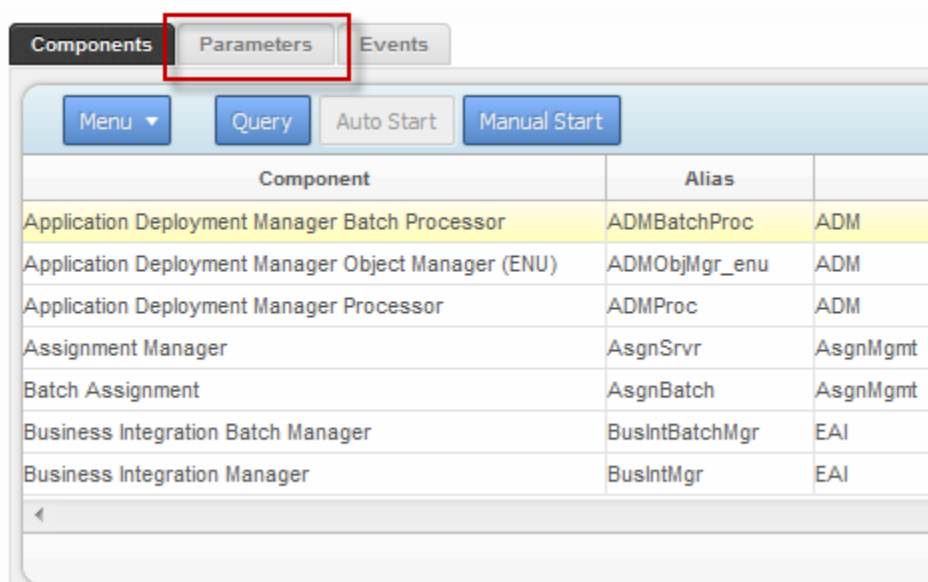 Components Parameters Events
Menu Query Auto Start Manual Start
Component Alias
Application Deployment Manager Batch Processor ADMBatchProc ADM
Application Deployment Manager Object Manager (ENU) ADMObjMgr_enu ADM
Application Deployment Manager Processor ADMProc ADM
Assignment Manager AsgnSrvr AsgnMgmt
Batch Assignment AsgnBatch AsgnMgmt
Business Integration Batch Manager BusIntBatchMgr EAI
Business Integration Manager BusIntMgr EAI